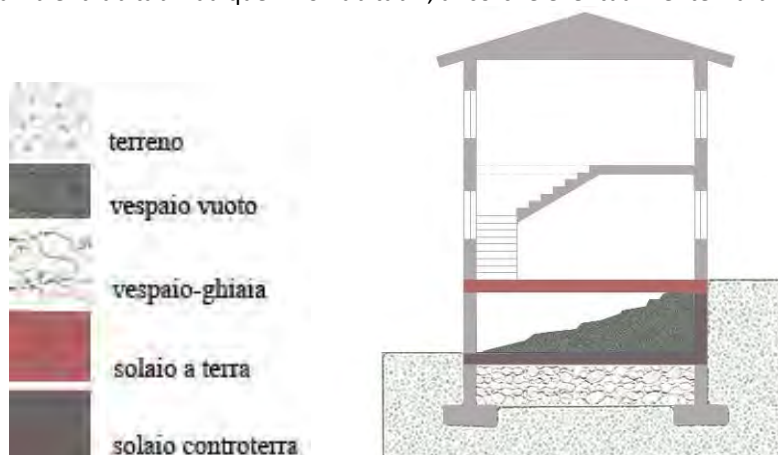 terreno
vespaio vuoto
vespaio-ghiaia
solaio a terra
solaio controterra